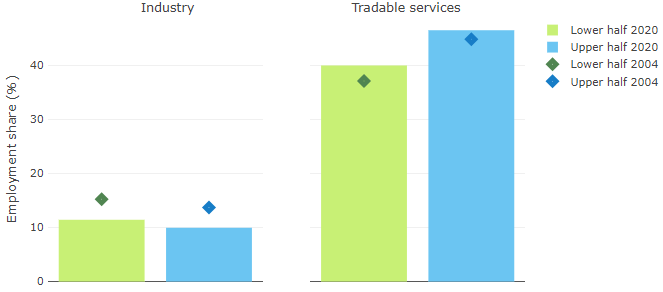 Industry
Tradable services
Lower half 2020
Upper half 2020
Lower half 2004
Upper half 2004
Employment share (%)
40
30
20
10
0